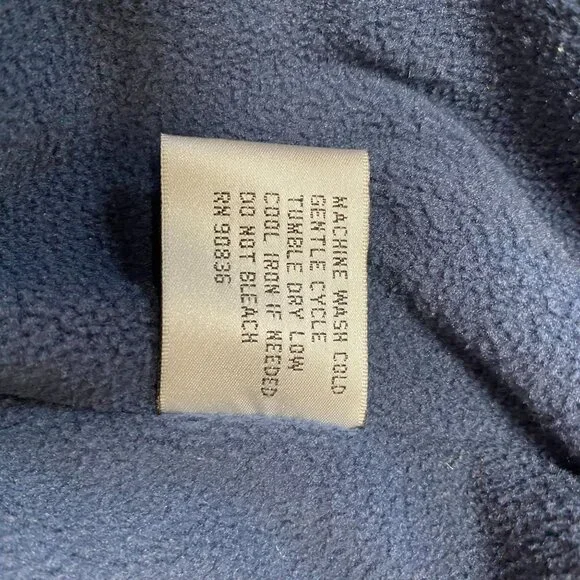 MACHINE WASH COLD
GENTLE CYCLE
TUMBLE DRY LOW
COOL IRON IF NEEDED
DO NOT BLEACH
RN 90836